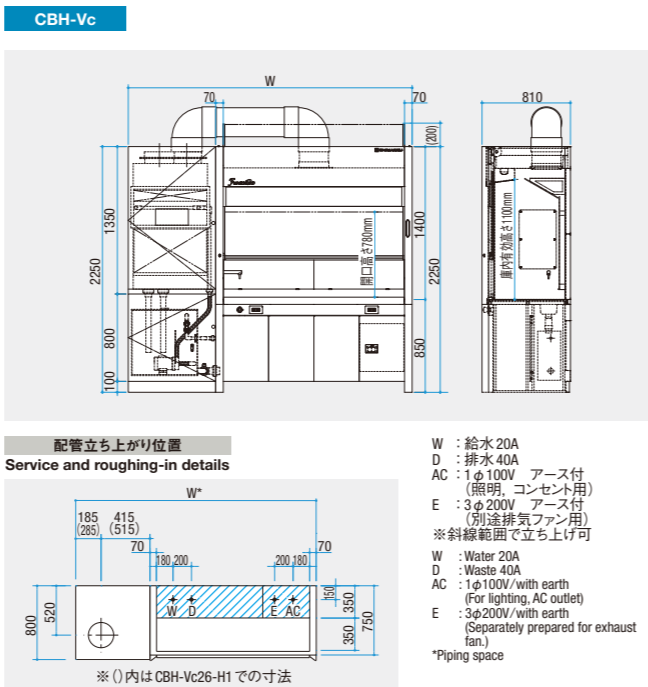 CBH-Vc
W
70
70
810
(200)
1350
2250
800
100
開口高さ780mm
1400
2250
850
庫内有効高さ1100mm
配管立ち上がり位置
Service and roughing-in details
W*
185
(285)
415
(515)
70
70
180
200
200
180
W
D
E
AC
150
350
350
750
520
800
※()内はCBH-Vc26-H1での寸法
W :給水20A
D :排水40A
AC :1φ100V アース付
(照明, コンセント用)
E :3φ200V アース付
(別途排気ファン用)
※斜線範囲で立ち上げ可
W : Water 20A
D : Waste 40A
AC : 1φ100V/with earth
(For lighting, AC outlet)
E : 3φ200V/with earth
(Separately prepared for exhaust
fan.)
*Piping space